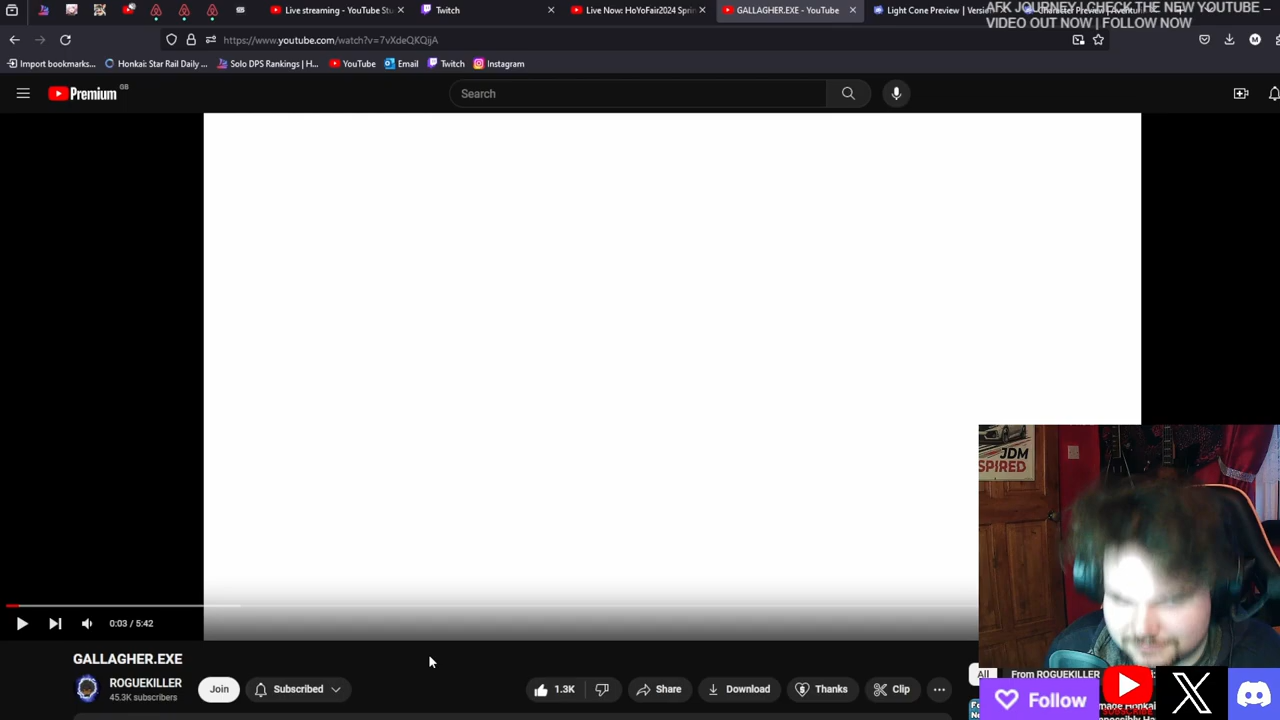 Live streaming - YouTube Stu
Twitch
Live Now: HoYoFair2024 Sprin
GALLAGHER.EXE - YouTube
Light Cone Preview | Versi
AFK JOURNEY | CHECK THE NEW YOUTUBE
VIDEO OUT NOW | FOLLOW NOW
https://www.youtube.com/watch?v=7vXdeQKQijA
Import bookmarks...
Honkai: Star Rail Daily ...
Solo DPS Rankings | H...
YouTube
Email
Twitch
Instagram
Premium GB
Search
JDM
SPIRED
0:03 / 5:42
GALLAGHER.EXE
ROGUEKILLER
45.3K subscribers
Join
Subscribed
1.3K
Share
Download
Thanks
Clip
All
From ROGUEKILLER
Follow